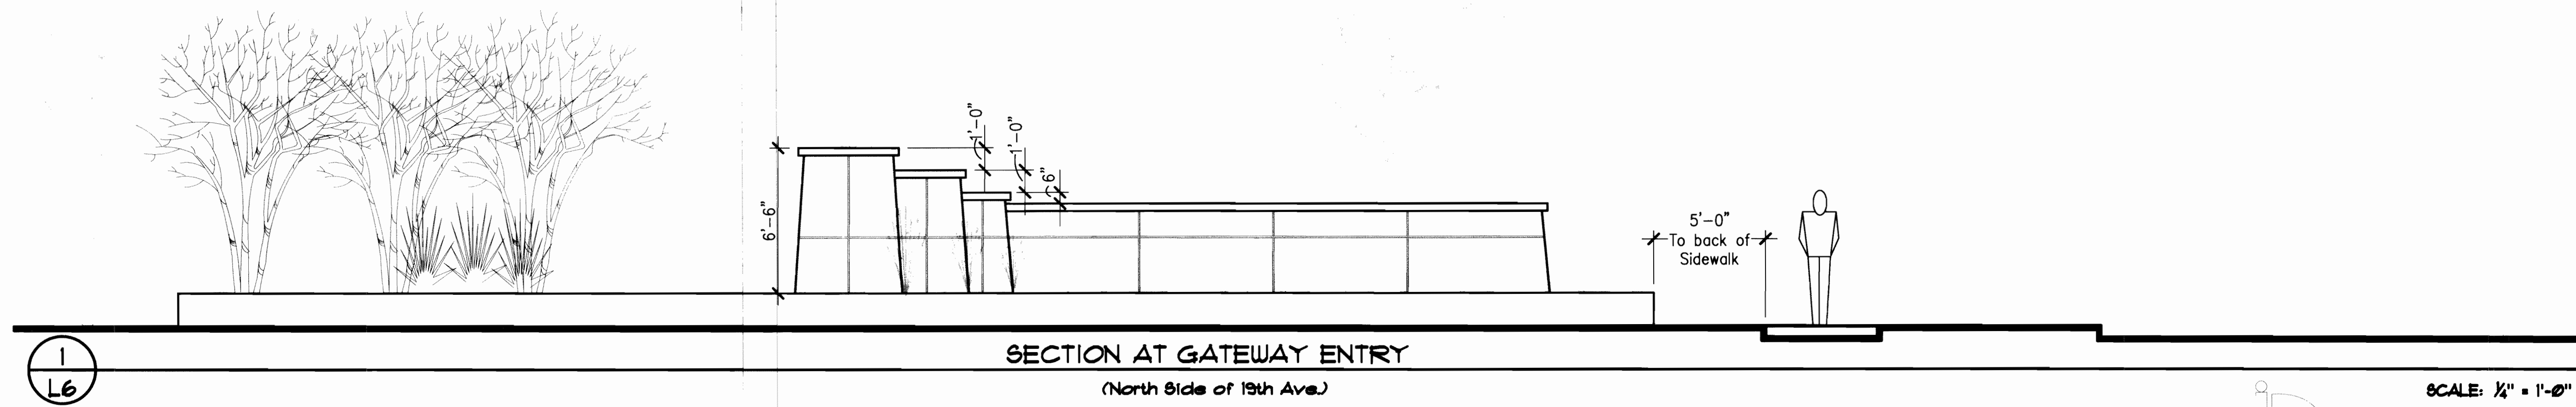 1'-0"
1'-0"
6"
6'-6"
5'-0"
To back of
Sidewalk
1
L6
SECTION AT GATEWAY ENTRY
(North Side of 19th Ave.)
SCALE: 1/4" = 1'-0"